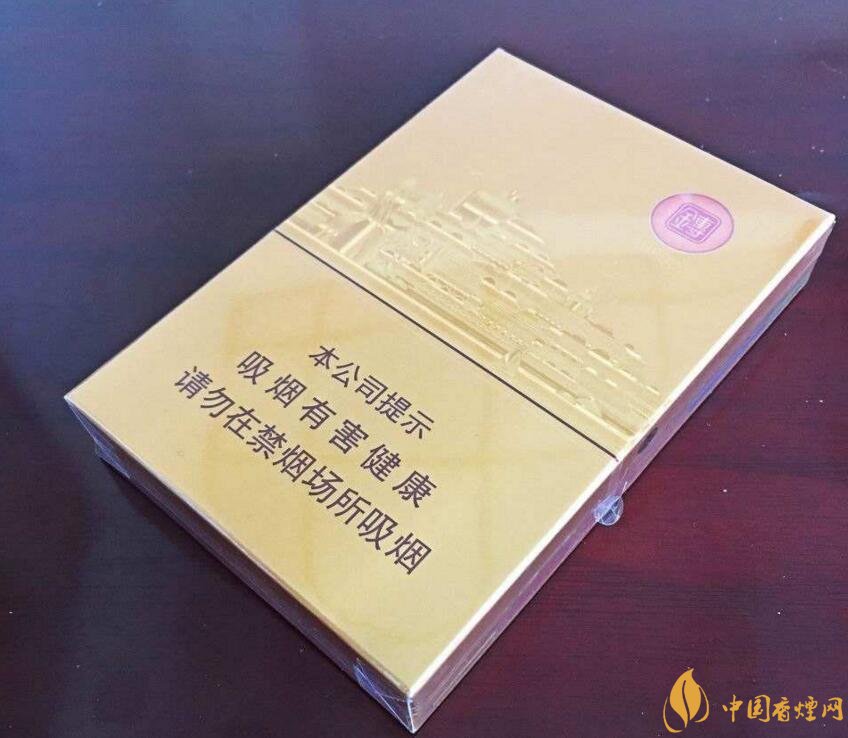 本公司提示
吸烟有害健康
请勿在禁烟场所吸烟
中国香煙网